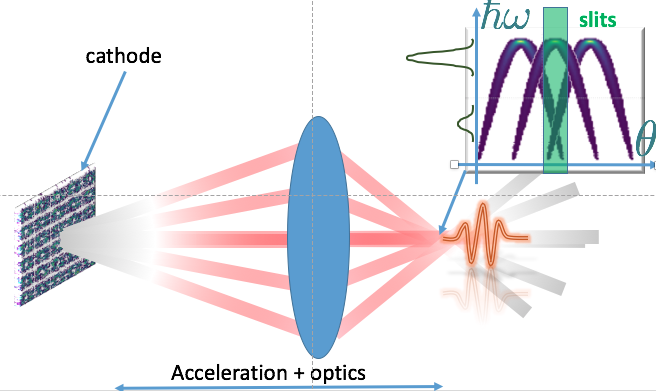 ħω
slits
cathode
θ
Acceleration + optics